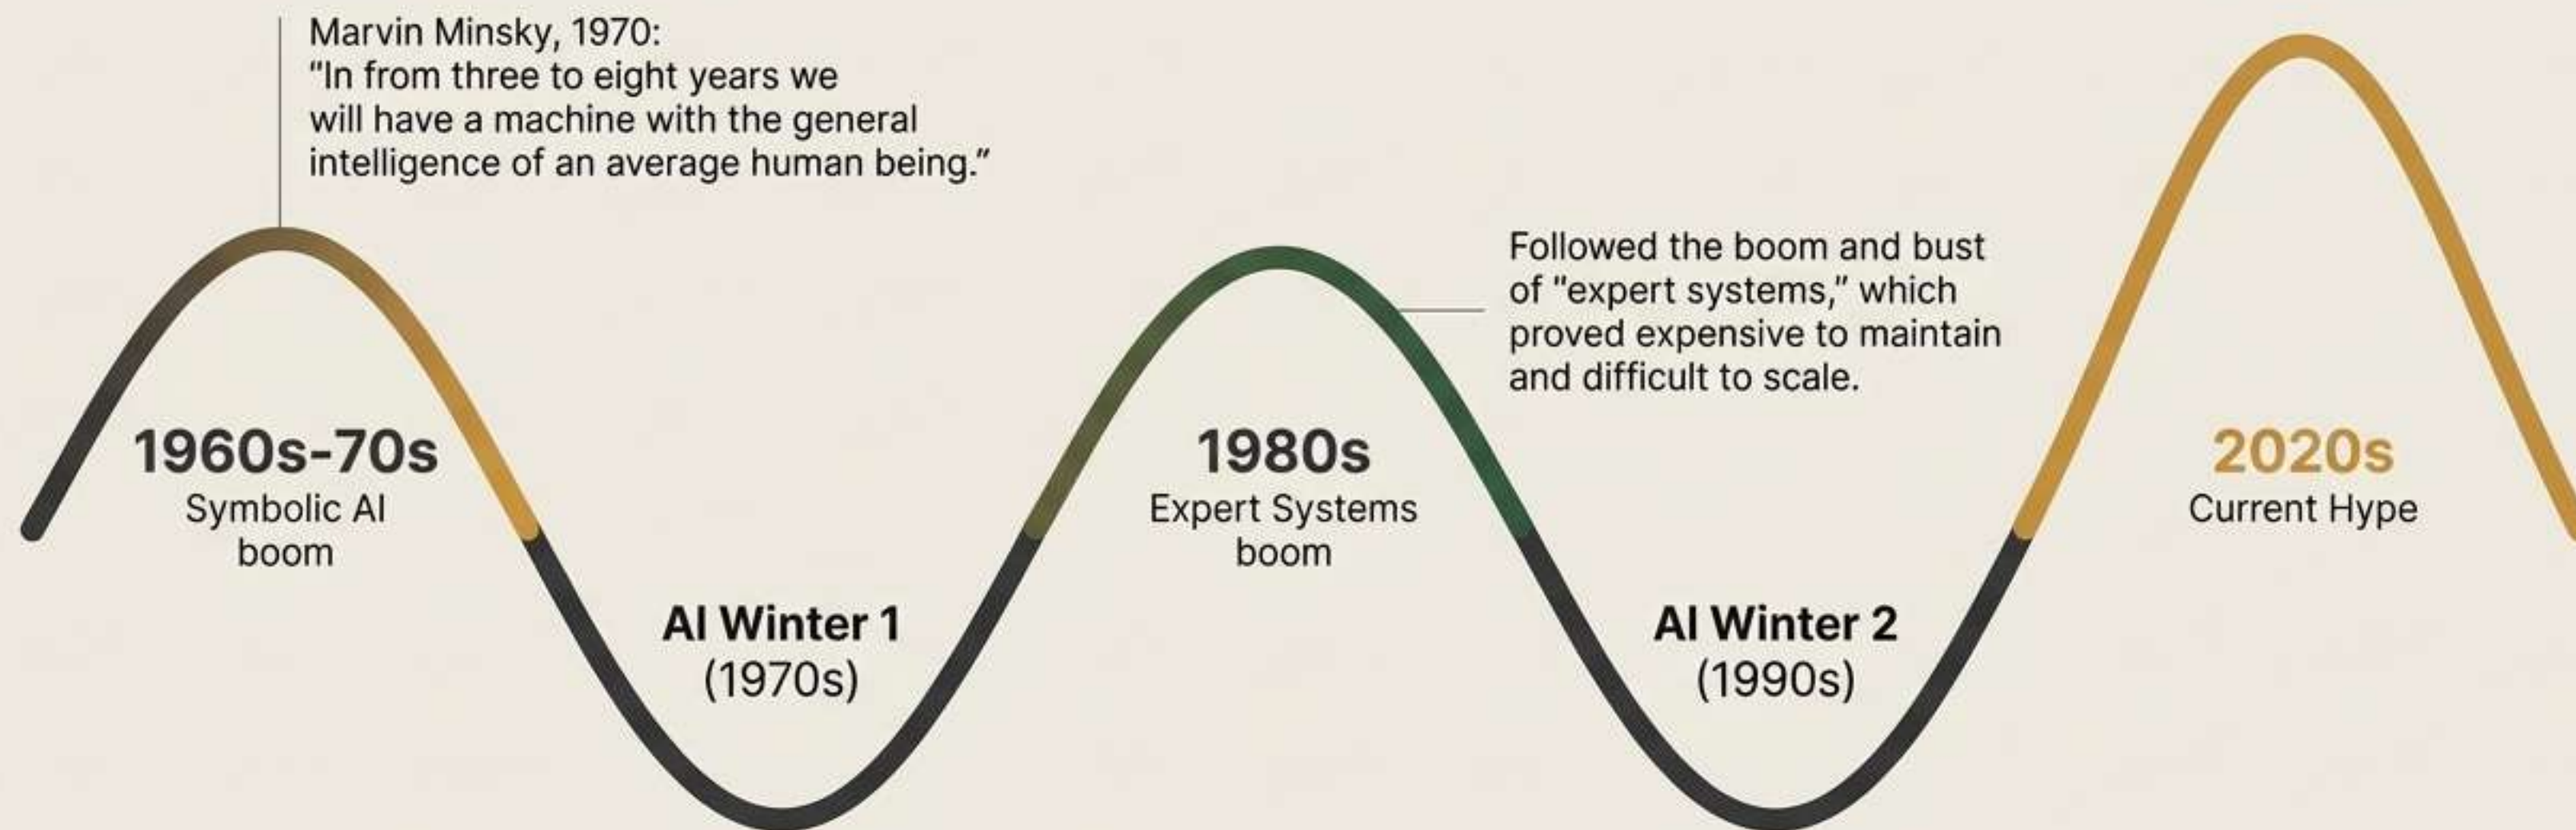 Marvin Minsky, 1970:
"In from three to eight years we
will have a machine with the general
intelligence of an average human being."
Followed the boom and bust
of "expert systems," which
proved expensive to maintain
and difficult to scale.
1960s-70s
Symbolic AI
boom
1980s
Expert Systems
boom
2020s
Current Hype
AI Winter 1
(1970s)
AI Winter 2
(1990s)